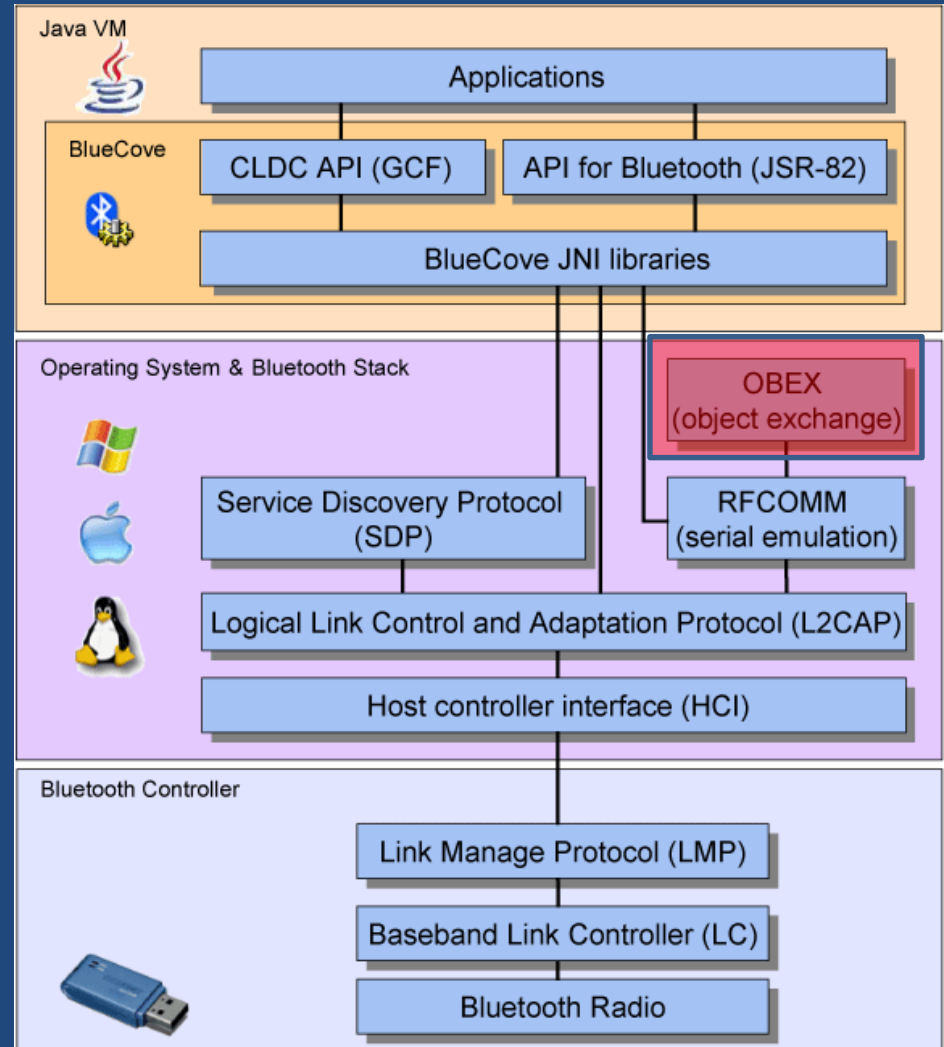 Java VM
Applications
BlueCove
CLDC API (GCF)
API for Bluetooth (JSR-82)
BlueCove JNI libraries
Operating System & Bluetooth Stack
OBEX
(object exchange)
Service Discovery Protocol
(SDP)
RFCOMM
(serial emulation)
Logical Link Control and Adaptation Protocol (L2CAP)
Host controller interface (HCI)
Bluetooth Controller
Link Manage Protocol (LMP)
Baseband Link Controller (LC)
Bluetooth Radio